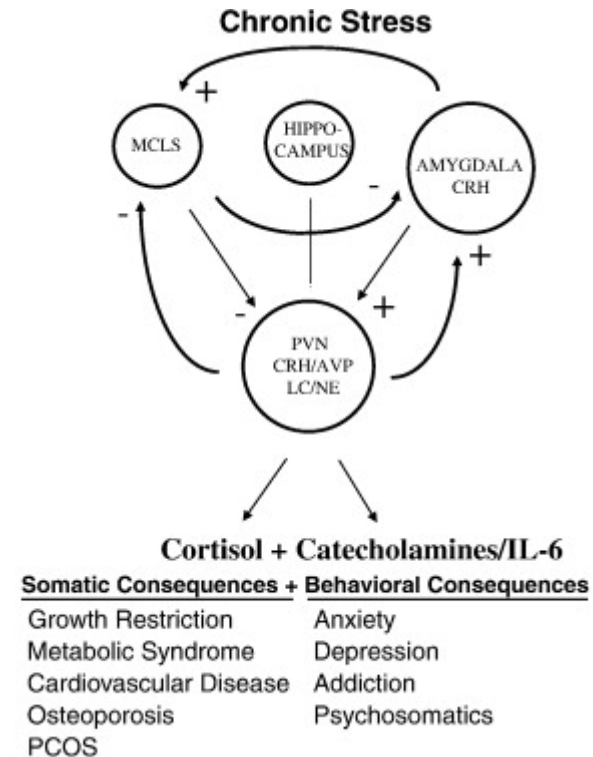 Chronic Stress
+
MCLS
HIPPO-
CAMPUS
AMYGDALA
CRH
-
-
+
-
+
PVN
CRH/AVP
LC/NE
Cortisol + Catecholamines/IL-6
Somatic Consequences + Behavioral Consequences
Growth Restriction Anxiety
Metabolic Syndrome Depression
Cardiovascular Disease Addiction
Osteoporosis Psychosomatics
PCOS